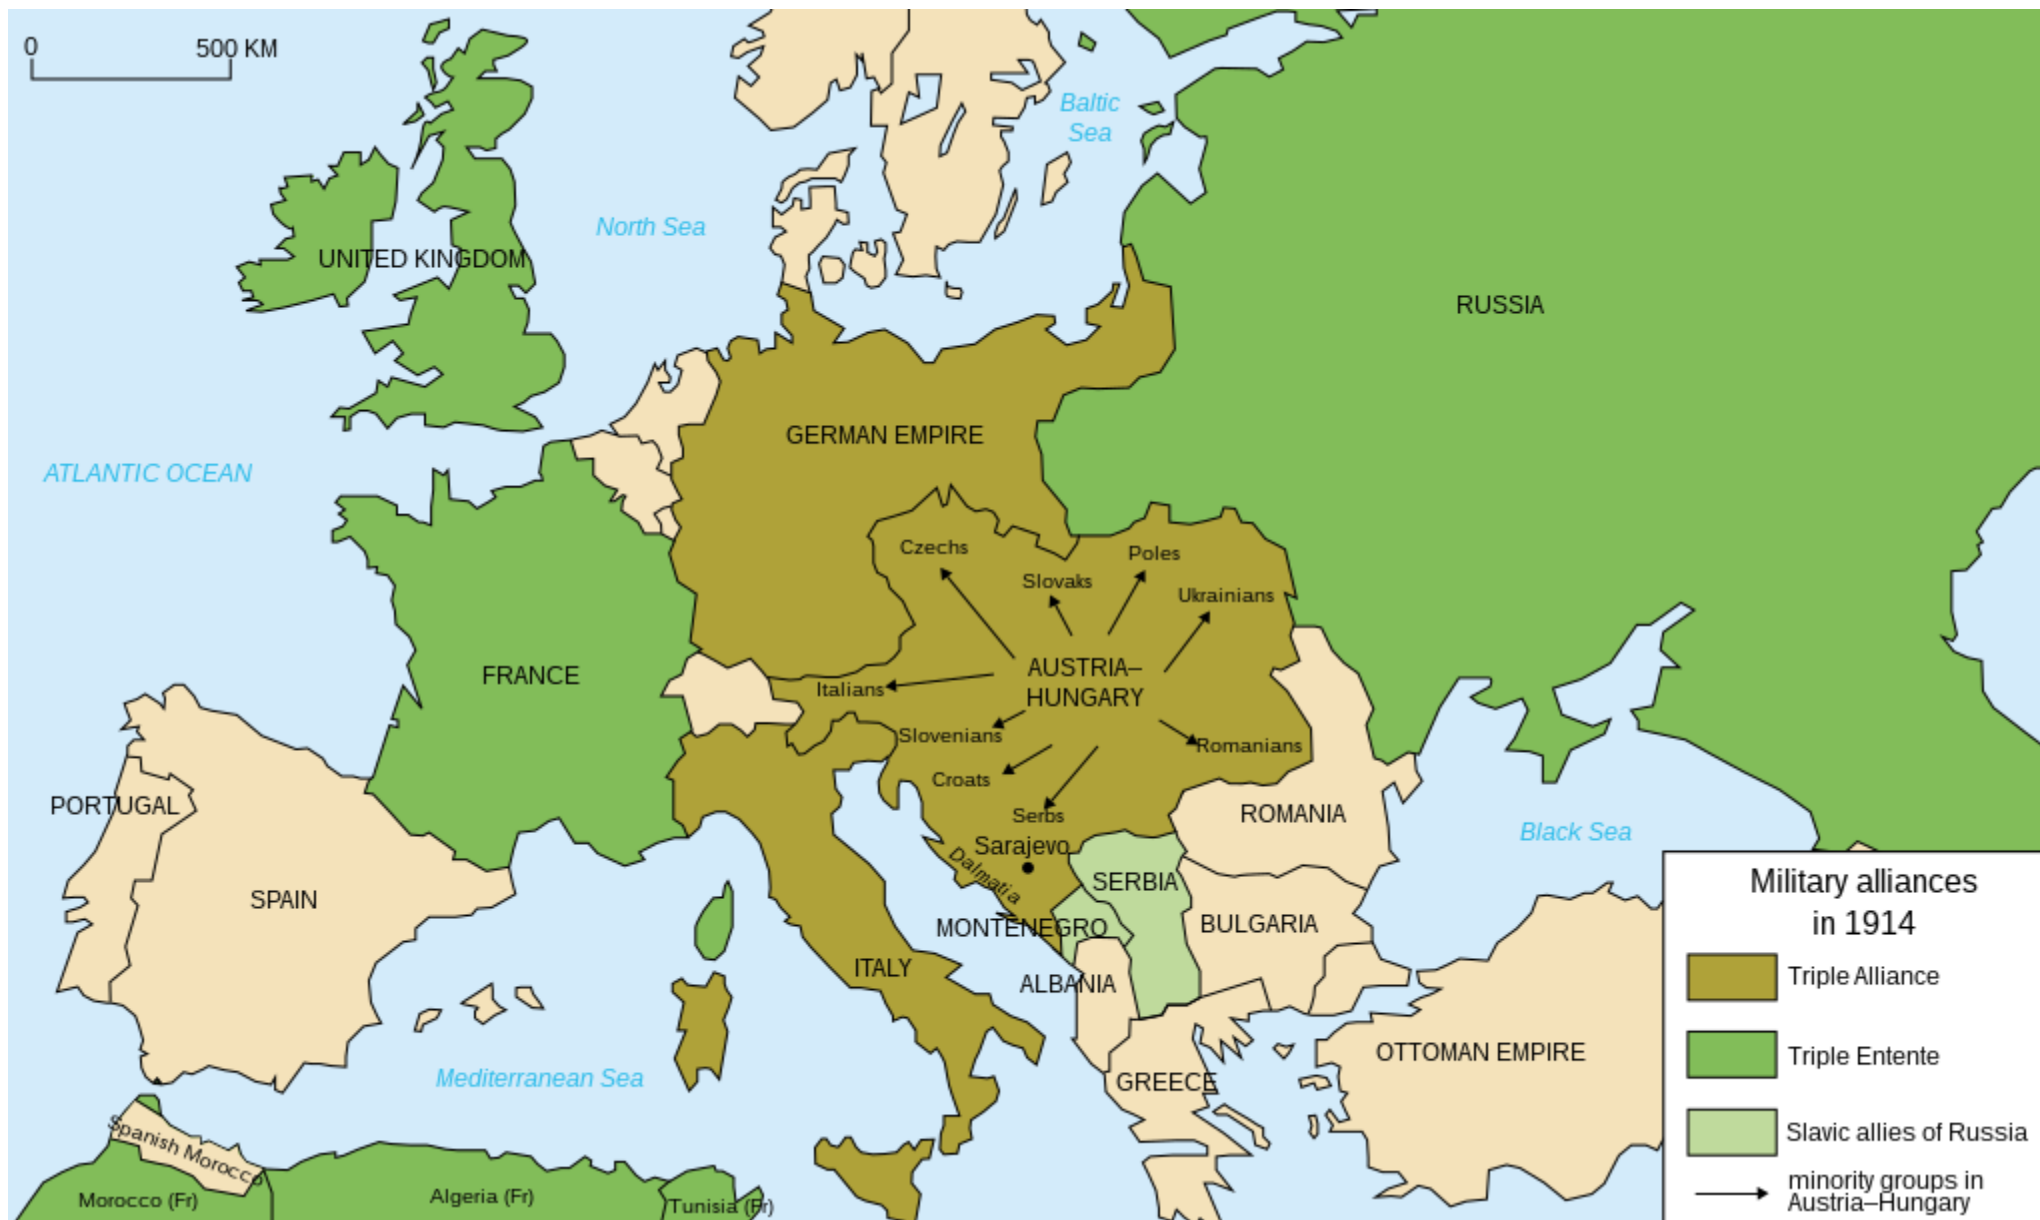 0 500 KM
Baltic
Sea
North Sea
UNITED KINGDOM
RUSSIA
ATLANTIC OCEAN
GERMAN EMPIRE
Czechs
Slovaks
Poles
Ukrainians
FRANCE
AUSTRIA–
HUNGARY
Italians
Slovenians
Romanians
Croats
Serbs
Sarajevo
Dalmatia
PORTUGAL
SPAIN
ROMANIA
Black Sea
SERBIA
MONTENEGRO
BULGARIA
ITALY
ALBANIA
OTTOMAN EMPIRE
GREECE
Mediterranean Sea
Spanish Morocco
Morocco (Fr)
Algeria (Fr)
Tunisia (Fr)
Military alliances
in 1914
Triple Alliance
Triple Entente
Slavic allies of Russia
minority groups in
Austria–Hungary